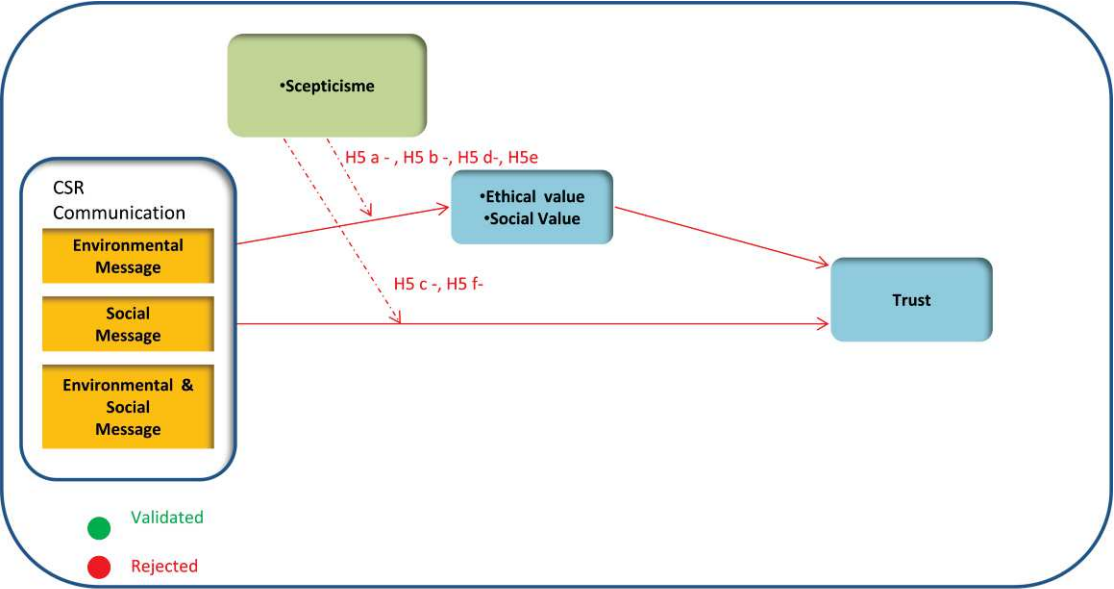 •Scepticisme
H5 a - , H5 b -, H5 d-, H5e
CSR
Communication
•Ethical value
•Social Value
Environmental
Message
H5 c -, H5 f-
Social
Message
Trust
Environmental &
Social
Message
Validated
Rejected